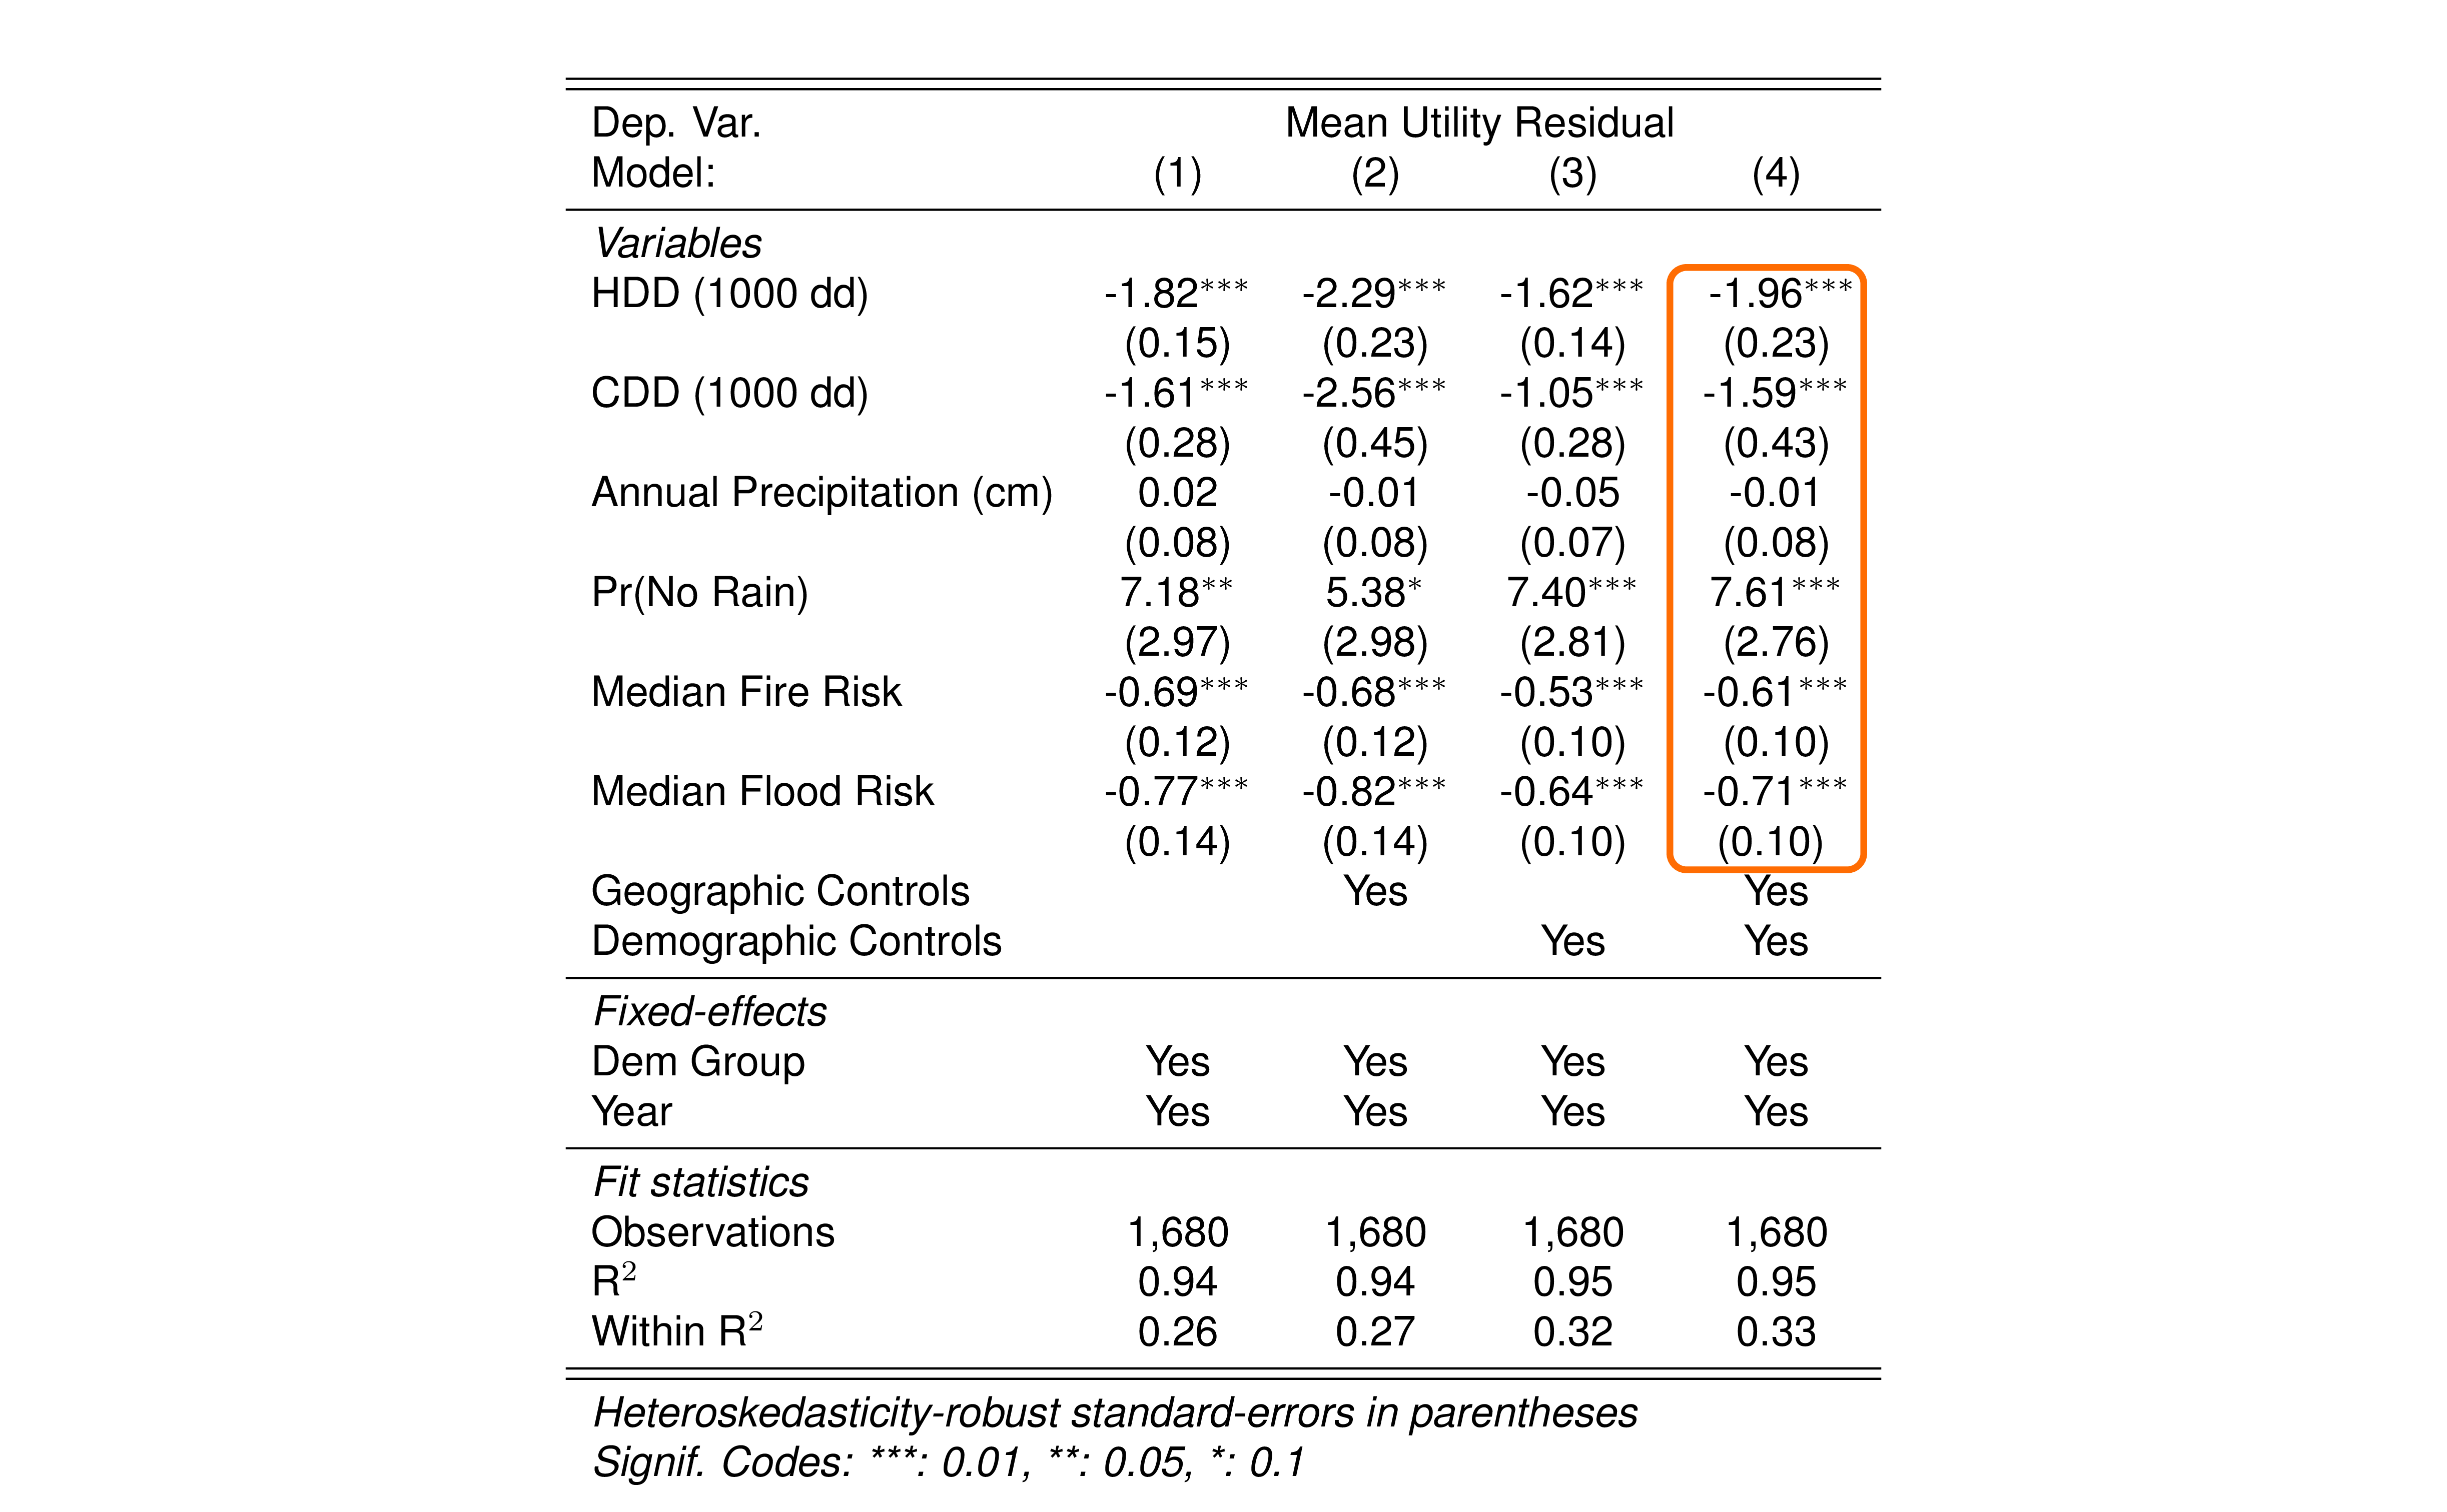 Dep. Var. Mean Utility Residual
Model: (1) (2) (3) (4)
Variables
HDD (1000 dd) -1.82*** -2.29*** -1.62*** -1.96***
(0.15) (0.23) (0.14) (0.23)
CDD (1000 dd) -1.61*** -2.56*** -1.05*** -1.59***
(0.28) (0.45) (0.28) (0.43)
Annual Precipitation (cm) 0.02 -0.01 -0.05 -0.01
(0.08) (0.08) (0.07) (0.08)
Pr(No Rain) 7.18** 5.38* 7.40*** 7.61***
(2.97) (2.98) (2.81) (2.76)
Median Fire Risk -0.69*** -0.68*** -0.53*** -0.61***
(0.12) (0.12) (0.10) (0.10)
Median Flood Risk -0.77*** -0.82*** -0.64*** -0.71***
(0.14) (0.14) (0.10) (0.10)
Geographic Controls Yes Yes
Demographic Controls Yes Yes
Fixed-effects
Dem Group Yes Yes Yes Yes
Year Yes Yes Yes Yes
Fit statistics
Observations 1,680 1,680 1,680 1,680
R² 0.94 0.94 0.95 0.95
Within R² 0.26 0.27 0.32 0.33
Heteroskedasticity-robust standard-errors in parentheses
Signif. Codes: ***: 0.01, **: 0.05, *: 0.1